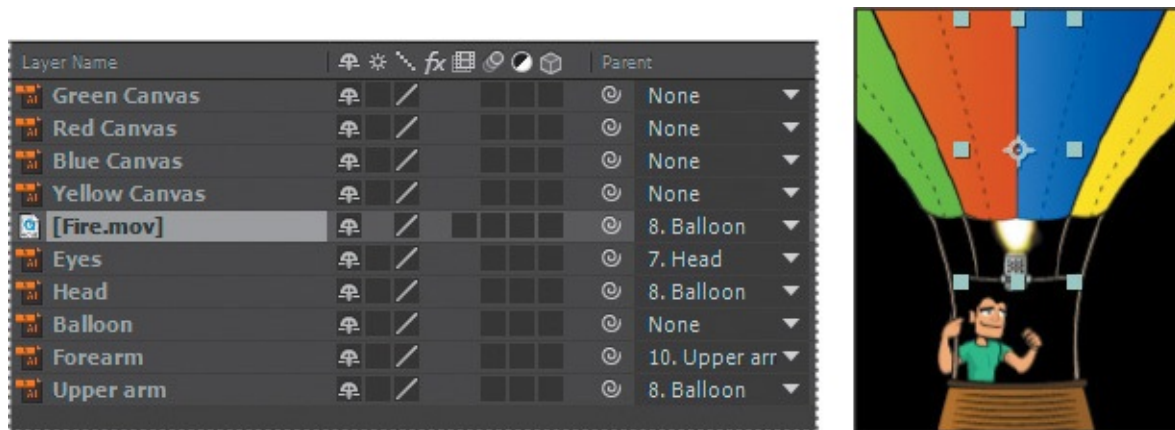 Layer Name fx Parent
Green Canvas None
Red Canvas None
Blue Canvas None
Yellow Canvas None
[Fire.mov] 8. Balloon
Eyes 7. Head
Head 8. Balloon
Balloon None
Forearm 10. Upper arr
Upper arm 8. Balloon